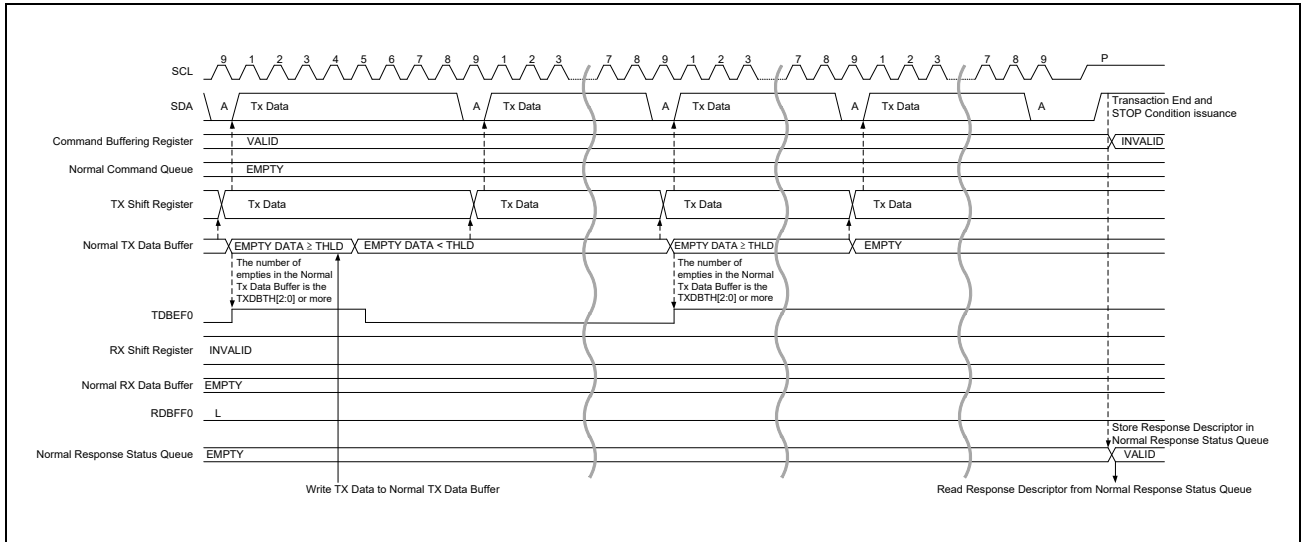 SCL 9 1 2 3 4 5 6 7 8 9 1 2 3 7 8 9 1 2 3 7 8 9 1 2 3 7 8 9 P
SDA A Tx Data A Tx Data A Tx Data A Tx Data A
Transaction End and
STOP Condition issuance
Command Buffering Register VALID INVALID
Normal Command Queue EMPTY
TX Shift Register Tx Data Tx Data Tx Data Tx Data
Normal TX Data Buffer EMPTY DATA ≥ THLD EMPTY DATA < THLD EMPTY DATA ≥ THLD EMPTY
The number of
empties in the Normal
Tx Data Buffer is the
TXDBTH[2:0] or more
The number of
empties in the Normal
Tx Data Buffer is the
TXDBTH[2:0] or more
TDBEF0
RX Shift Register INVALID
Normal RX Data Buffer EMPTY
RDBFF0 L
Store Response Descriptor in
Normal Response Status Queue
Normal Response Status Queue EMPTY VALID
Write TX Data to Normal TX Data Buffer
Read Response Descriptor from Normal Response Status Queue